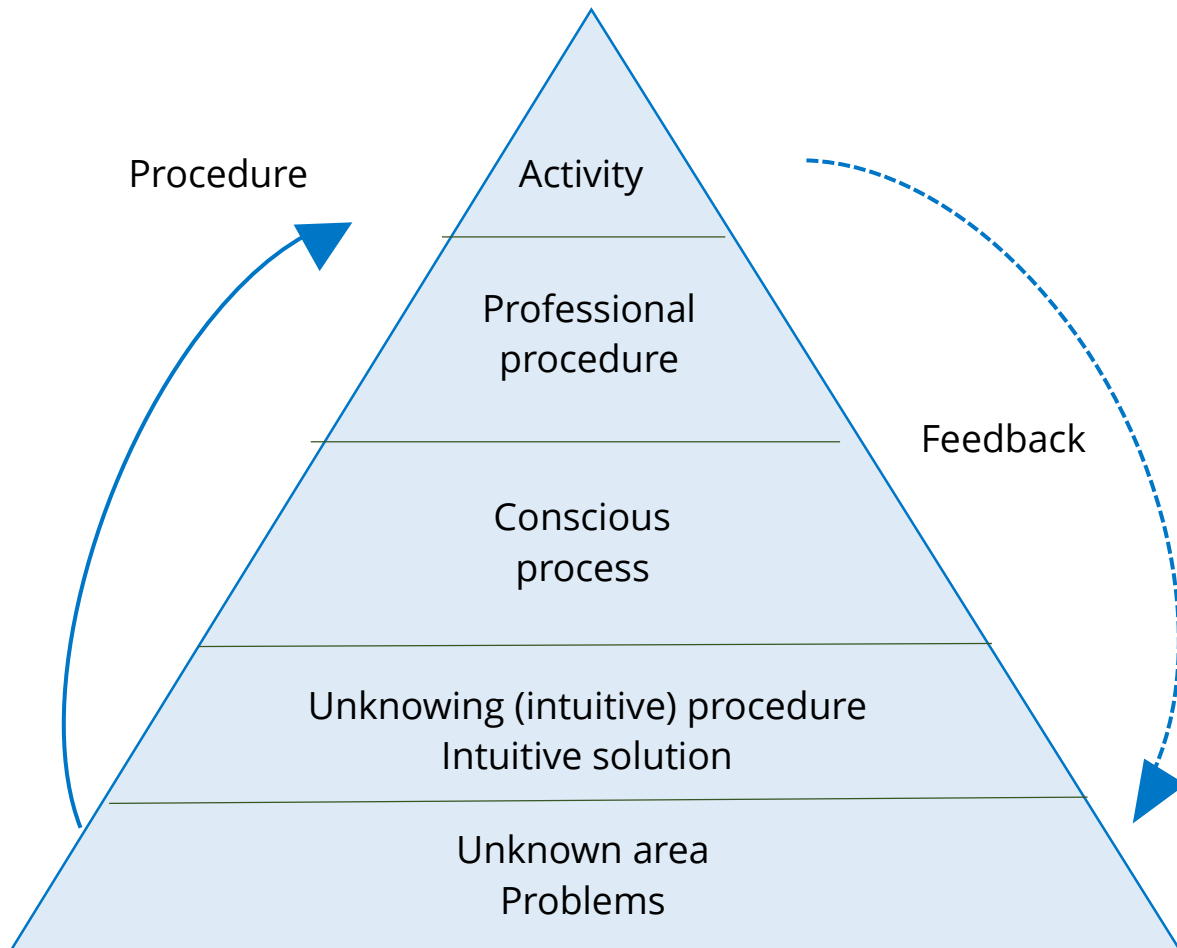 Procedure
Activity
Professional
procedure
Feedback
Conscious
process
Unknowing (intuitive) procedure
Intuitive solution
Unknown area
Problems